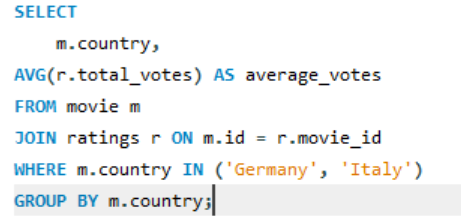 SELECT
m.country,
AVG(r.total_votes) AS average_votes
FROM movie m
JOIN ratings r ON m.id = r.movie_id
WHERE m.country IN ('Germany', 'Italy')
GROUP BY m.country;